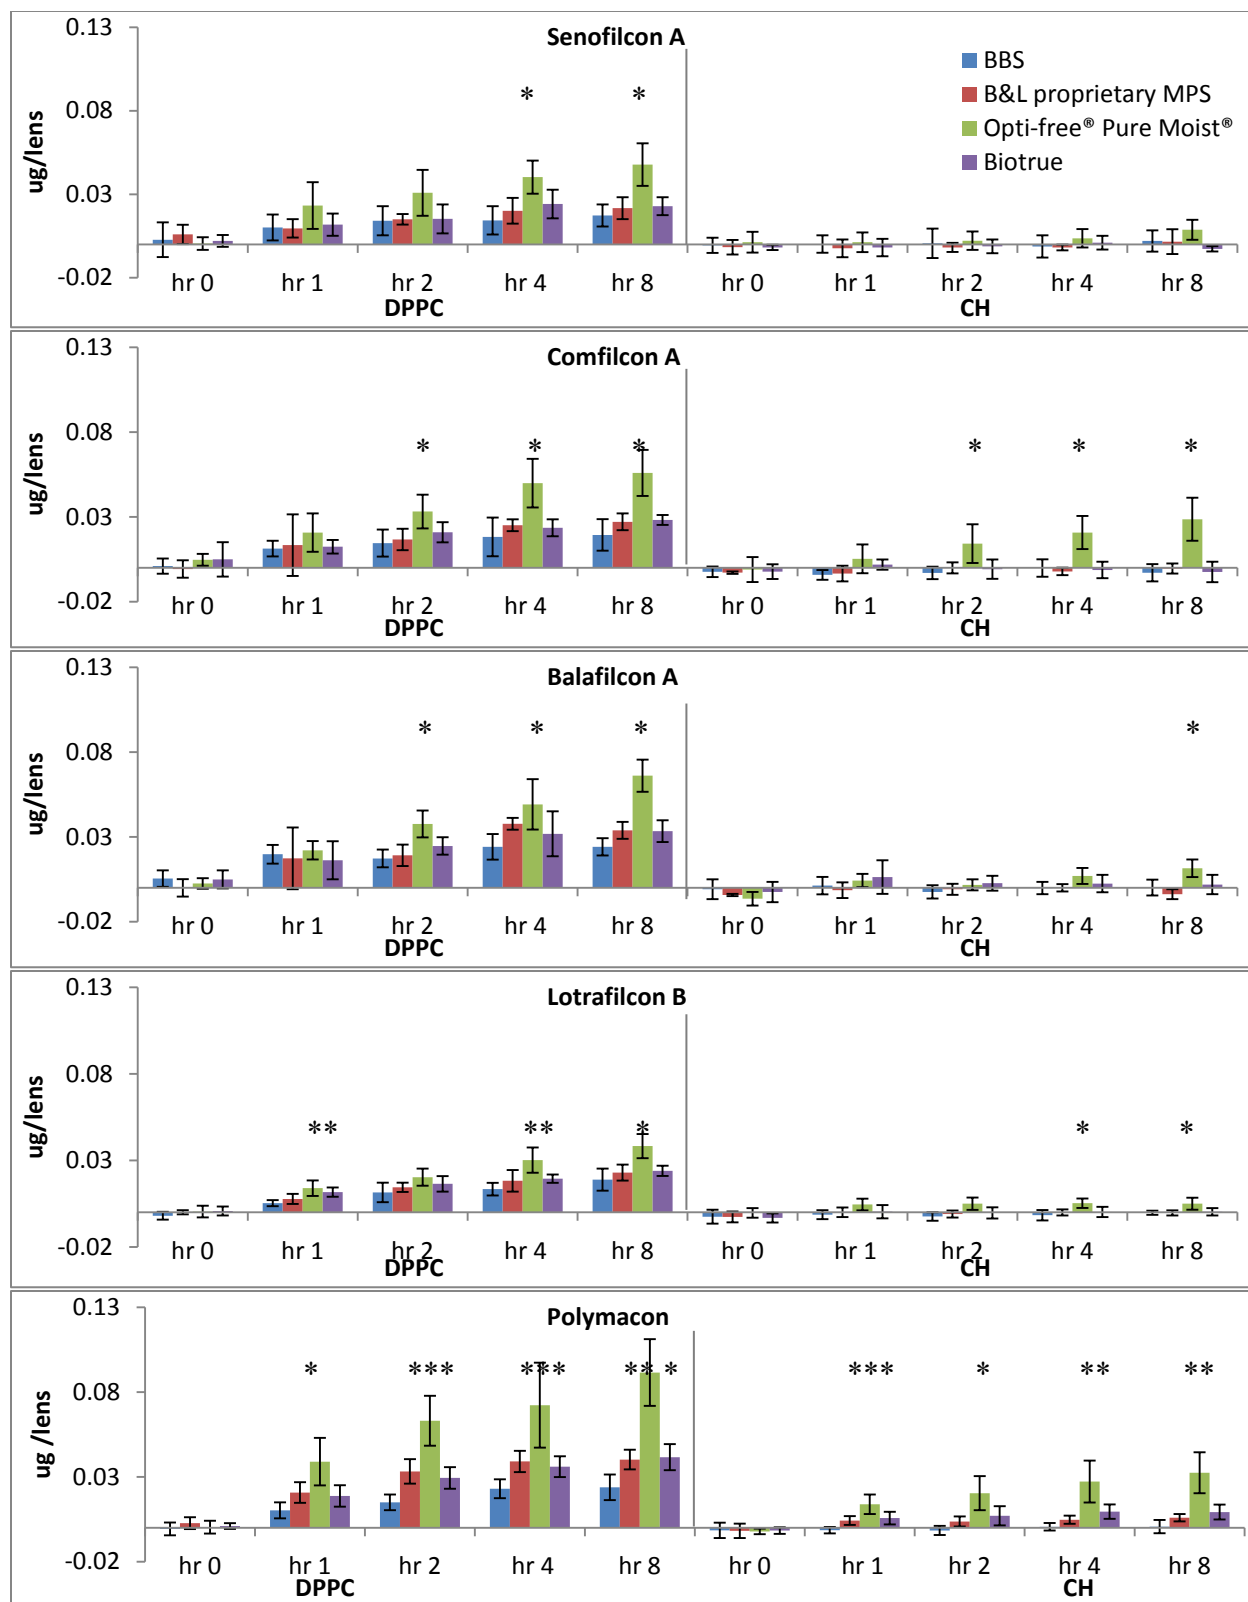 Senofilcon A
BBS
B&L proprietary MPS
Opti-free® Pure Moist®
Biotrue
ug/lens
0.13
0.08
0.03
-0.02
* *
hr 0 hr 1 hr 2 hr 4 hr 8 hr 0 hr 1 hr 2 hr 4 hr 8
DPPC CH
Comfilcon A
ug/lens
0.13
0.08
0.03
-0.02
* * * * * *
hr 0 hr 1 hr 2 hr 4 hr 8 hr 0 hr 1 hr 2 hr 4 hr 8
DPPC CH
Balafilcon A
ug/lens
0.13
0.08
0.03
-0.02
* * * *
hr 0 hr 1 hr 2 hr 4 hr 8 hr 0 hr 1 hr 2 hr 4 hr 8
DPPC CH
Lotrafilcon B
ug/lens
0.13
0.08
0.03
-0.02
** ** * * *
hr 0 hr 1 hr 2 hr 4 hr 8 hr 0 hr 1 hr 2 hr 4 hr 8
DPPC CH
Polymacon
ug /lens
0.13
0.08
0.03
-0.02
* *** *** ** * *** * ** **
hr 0 hr 1 hr 2 hr 4 hr 8 hr 0 hr 1 hr 2 hr 4 hr 8
DPPC CH